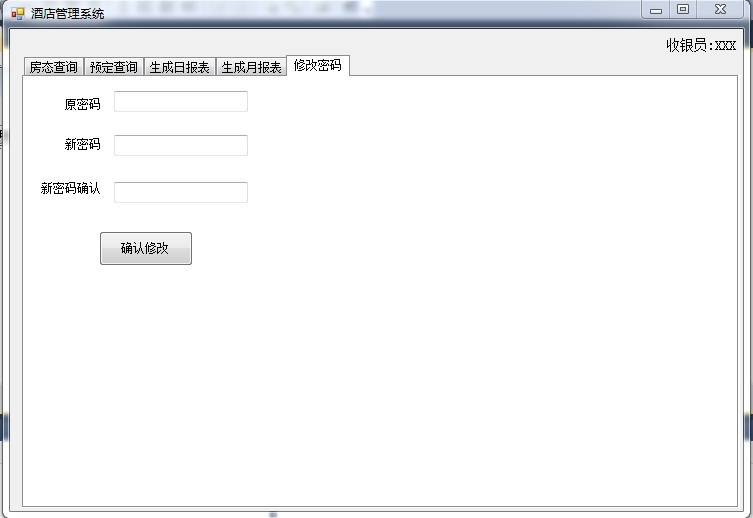 酒店管理系统
收银员:XXX
房态查询 预定查询 生成日报表 生成月报表 修改密码
原密码
新密码
新密码确认
确认修改